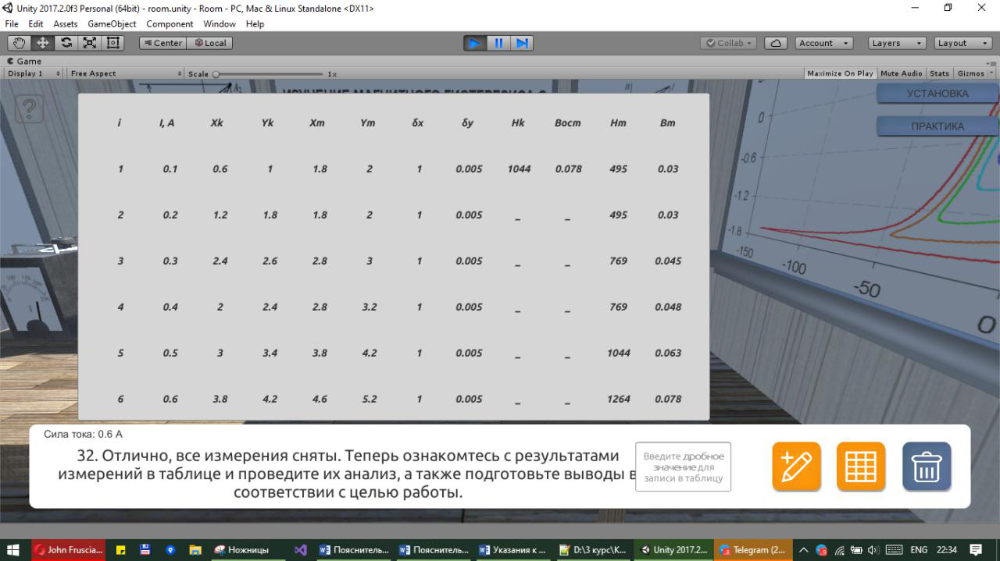 Unity 2017.2.0f3 Personal (64bit) - room.unity - Room - PC, Mac & Linux Standalone <DX11>
File Edit Assets GameObject Component Window Help
Center Local Collab Account Layers Layout
Game
Display 1 Free Aspect Scale 1x Maximize On Play Mute Audio Stats Gizmos
?
УСТАНОВКА
ПРАКТИКА
i I, A Xk Yk Xm Ym δx δy Hk Bocm Hm Bm
1 0.1 0.6 1 1.8 2 1 0.005 1044 0.078 495 0.03
2 0.2 1.2 1.8 1.8 2 1 0.005 _ _ 495 0.03
3 0.3 2.4 2.6 2.8 3 1 0.005 _ _ 769 0.045
4 0.4 2 2.4 2.8 3.2 1 0.005 _ _ 769 0.048
5 0.5 3 3.4 3.8 4.2 1 0.005 _ _ 1044 0.063
6 0.6 3.8 4.2 4.6 5.2 1 0.005 _ _ 1264 0.078
0
-0.6
-1.2
-1.8
-150
-100
-50
0
Сила тока: 0.6 А
32. Отлично, все измерения сняты. Теперь ознакомтесь с результатами
измерений в таблице и проведите их анализ, а также подготовьте выводы в
соответствии с целью работы.
Введите дробное
значение для
записи в таблицу
John Fruscia... Ножницы Пояснитель... Пояснитель... Указания к ... D:\3 курс\К... Unity 2017.2... Telegram (2... ENG 22:34